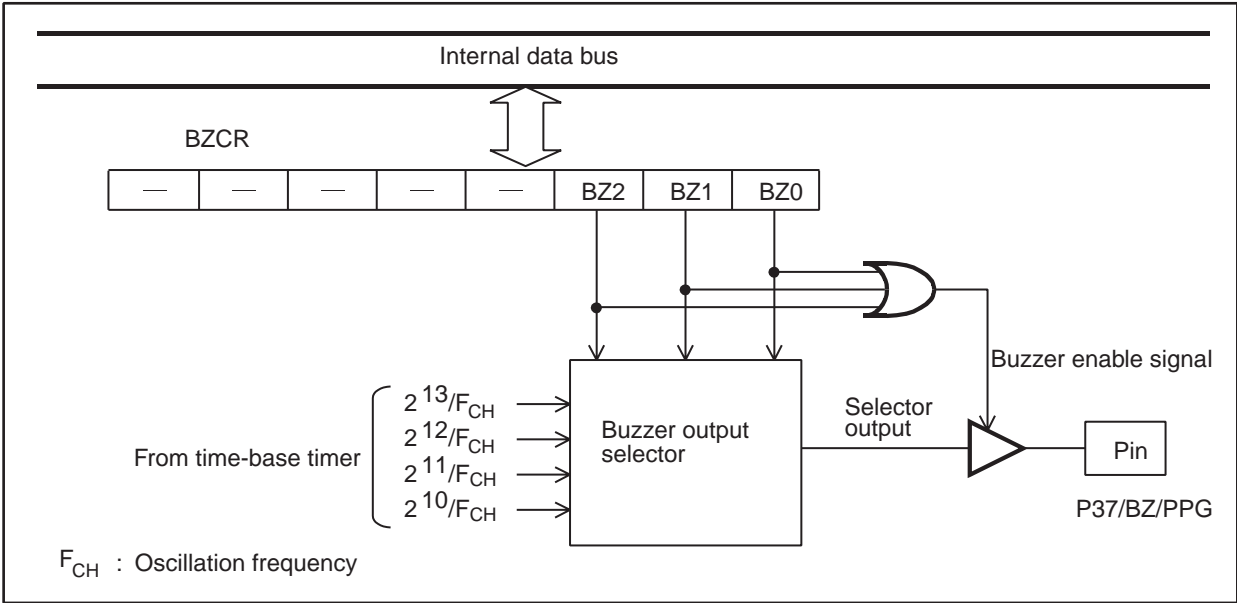 Internal data bus
BZCR
— — — — — BZ2 BZ1 BZ0
Buzzer enable signal
From time-base timer
2^13/F_CH
2^12/F_CH
2^11/F_CH
2^10/F_CH
Buzzer output
selector
Selector
output
Pin
P37/BZ/PPG
F_CH : Oscillation frequency